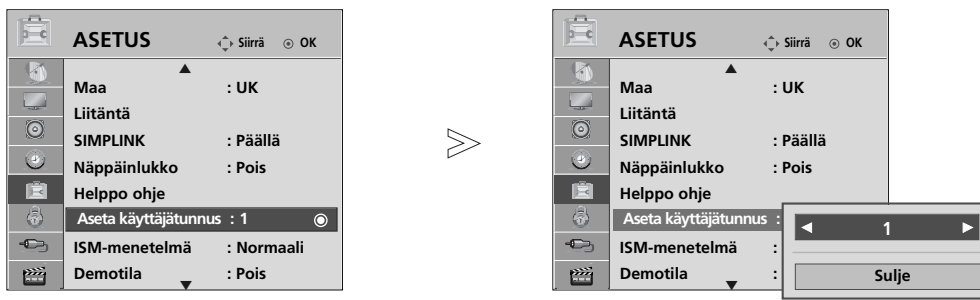 ASETUS Siirrä OK
Maa : UK
Liitäntä
SIMPLINK : Päällä
Näppäinlukko : Pois
Helppo ohje
Aseta käyttäjätunnus : 1
ISM-menetelmä : Normaali
Demotila : Pois
ASETUS Siirrä OK
Maa : UK
Liitäntä
SIMPLINK : Päällä
Näppäinlukko : Pois
Helppo ohje
Aseta käyttäjätunnus :
ISM-menetelmä :
Demotila :
1
Sulje